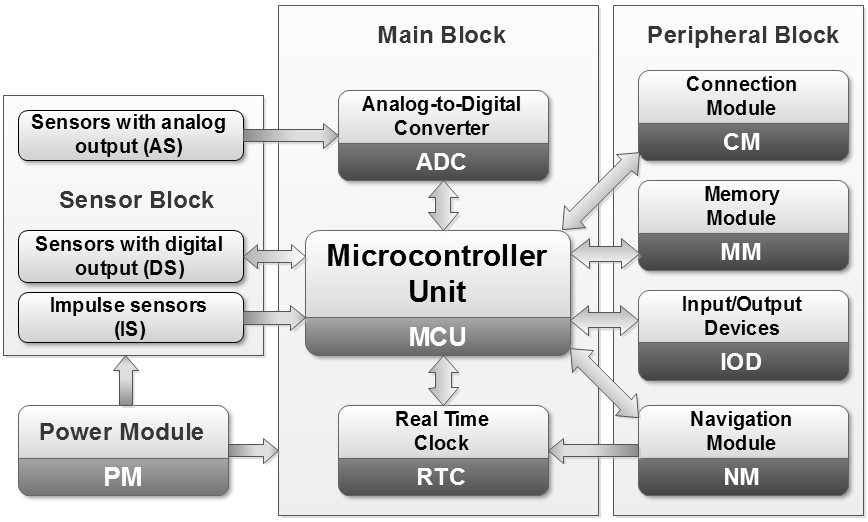 Main Block
Peripheral Block
Sensors with analog
output (AS)
Sensor Block
Sensors with digital
output (DS)
Impulse sensors
(IS)
Power Module
PM
Analog-to-Digital
Converter
ADC
Microcontroller
Unit
MCU
Real Time
Clock
RTC
Connection
Module
CM
Memory
Module
MM
Input/Output
Devices
IOD
Navigation
Module
NM